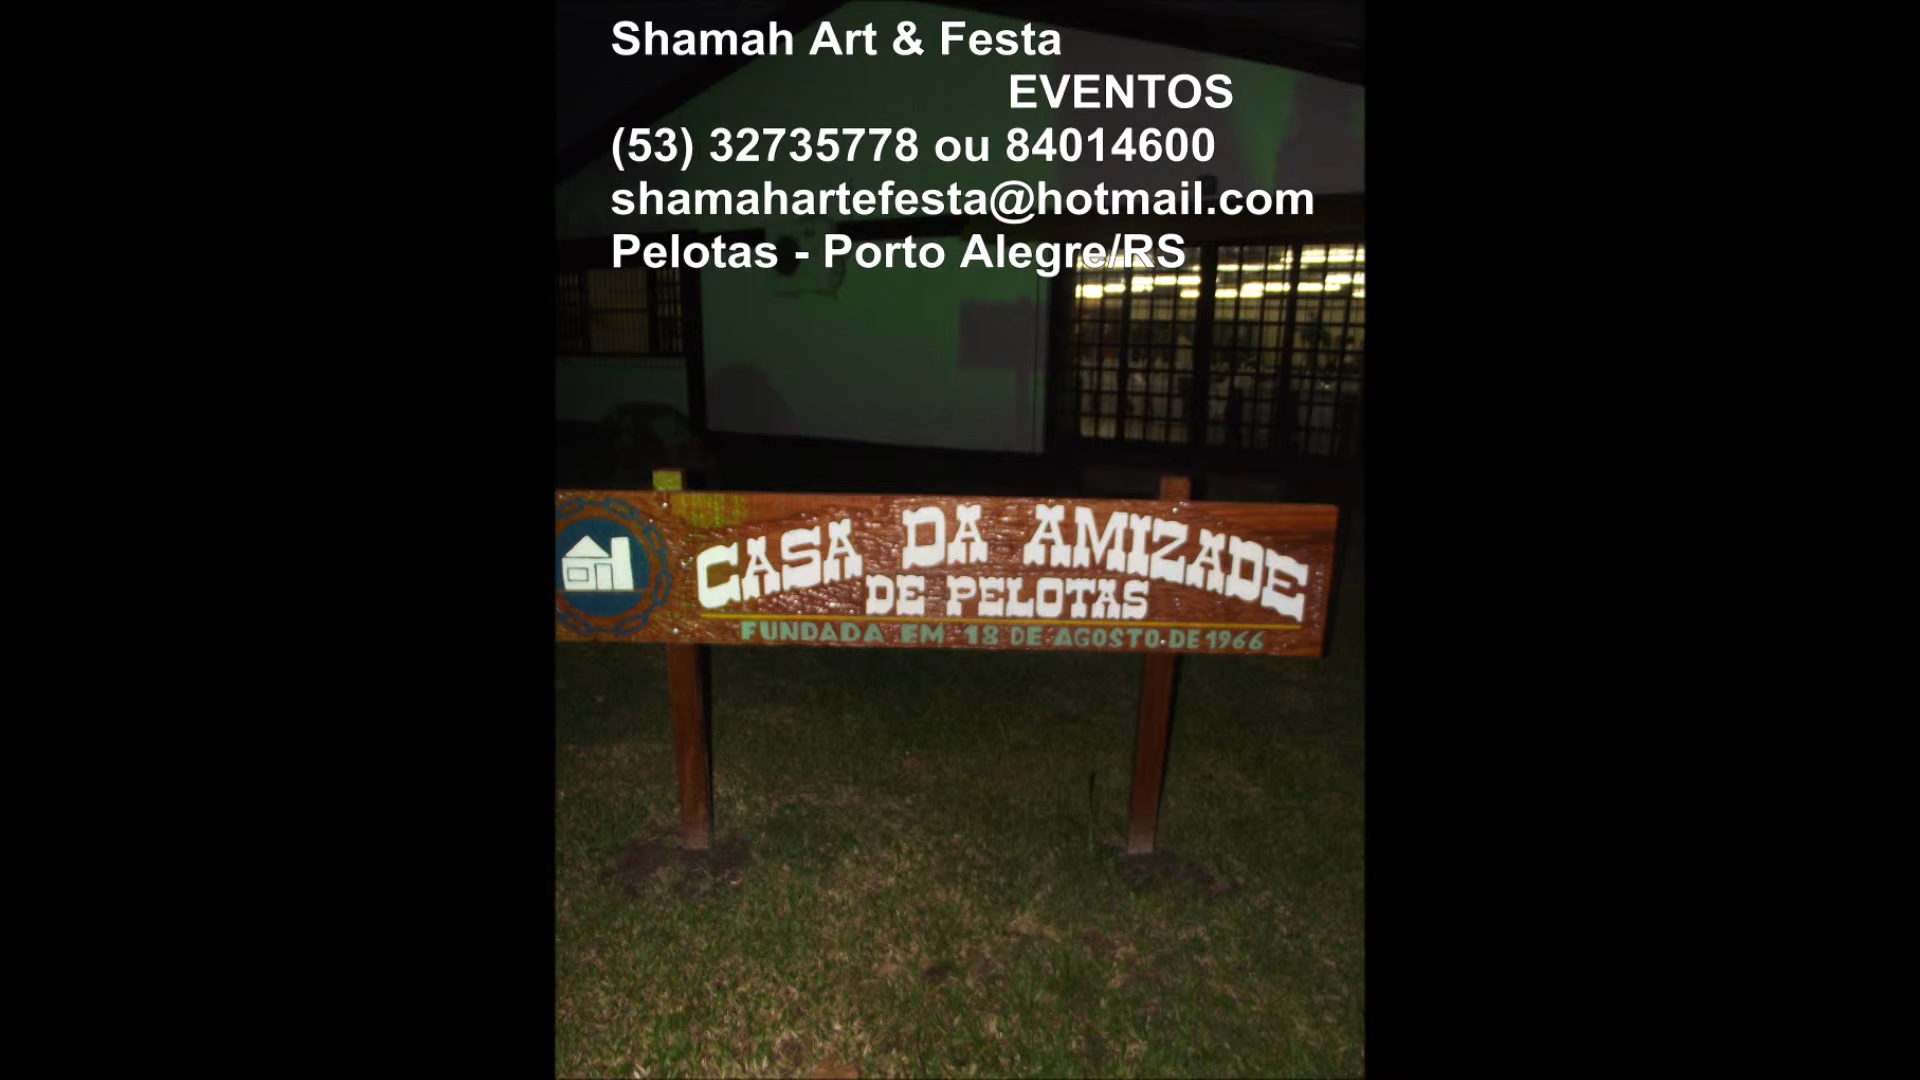 Shamah Art & Festa
EVENTOS
(53) 32735778 ou 84014600
shamahartefesta@hotmail.com
Pelotas - Porto Alegre/RS
CASA DA AMIZADE
DE PELOTAS
FUNDADA EM 18 DE AGOSTO DE 1966